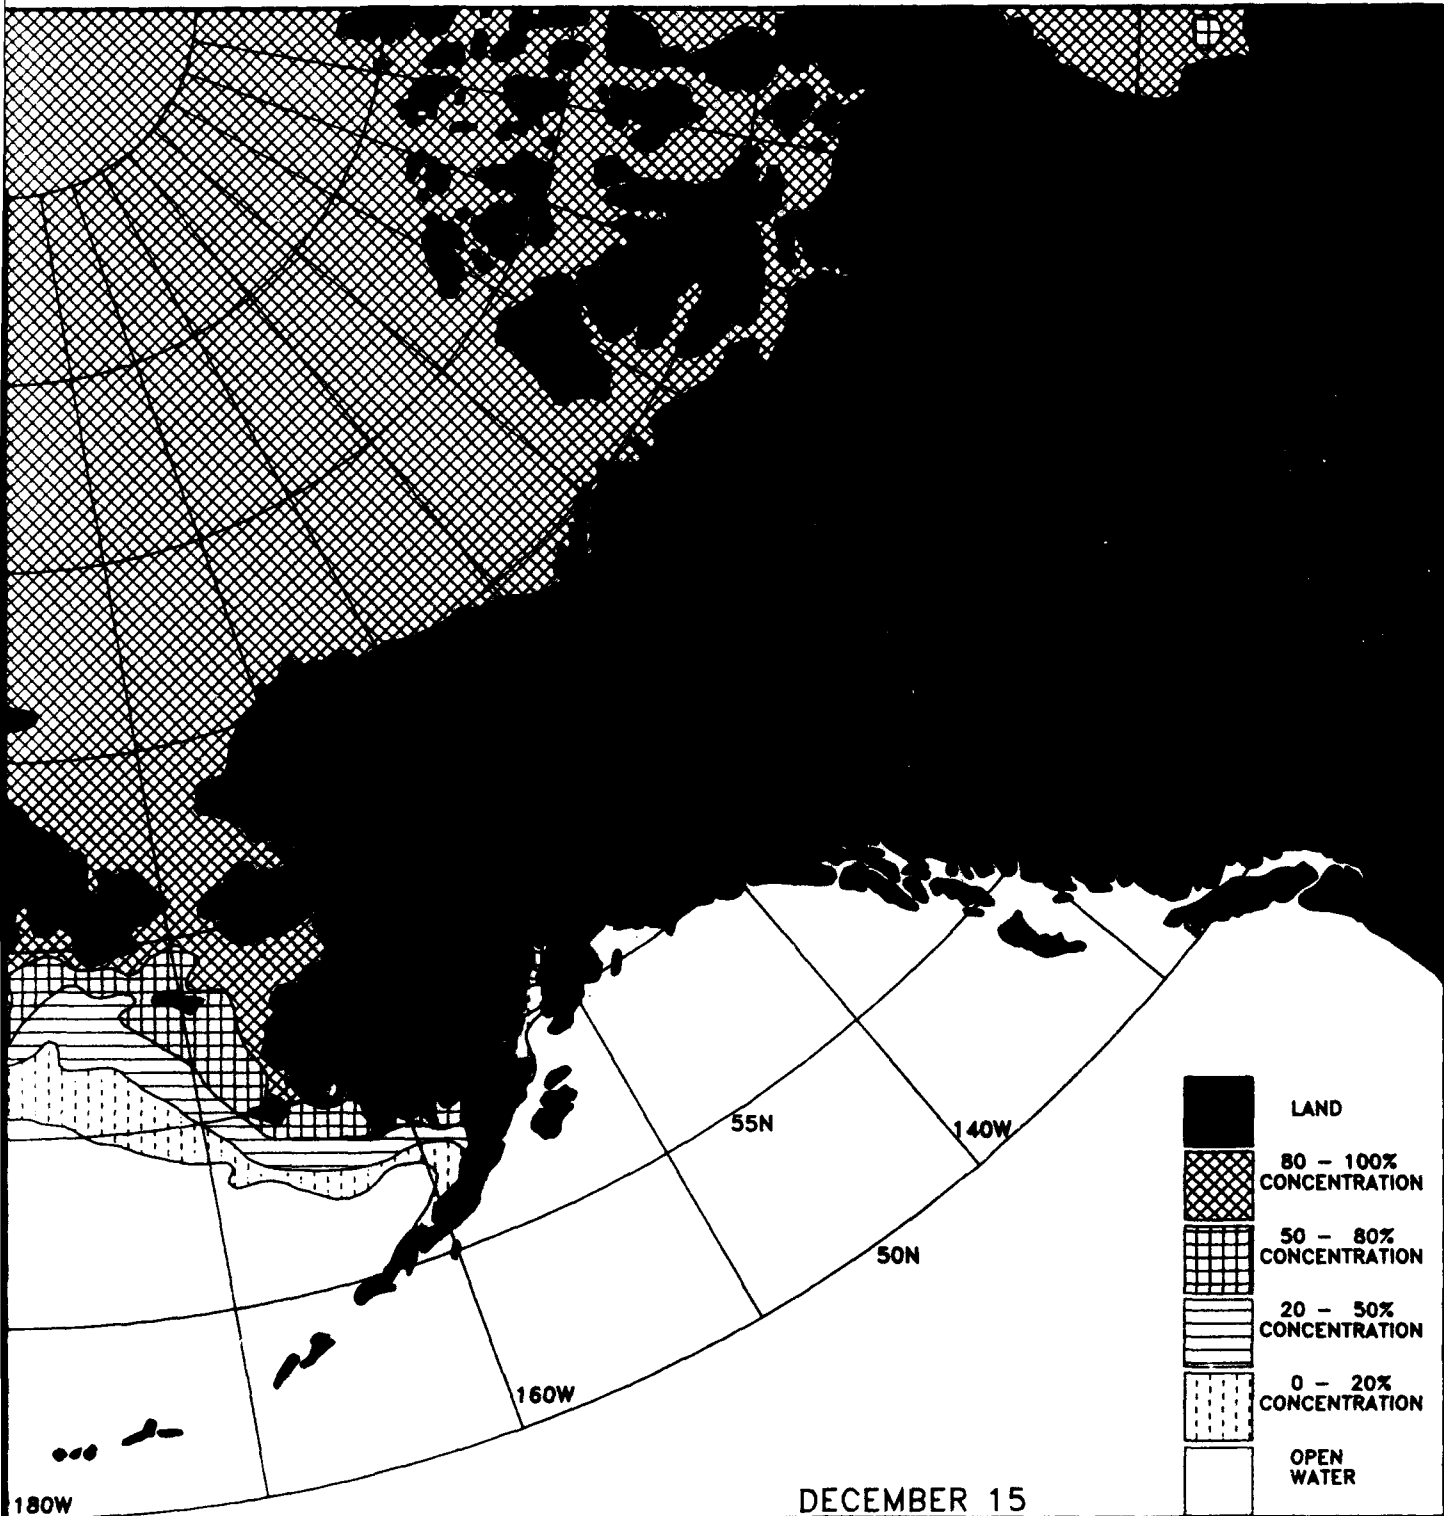 LAND
80 - 100%
CONCENTRATION
50 - 80%
CONCENTRATION
20 - 50%
CONCENTRATION
0 - 20%
CONCENTRATION
OPEN
WATER
55N
140W
50N
160W
180W
DECEMBER 15